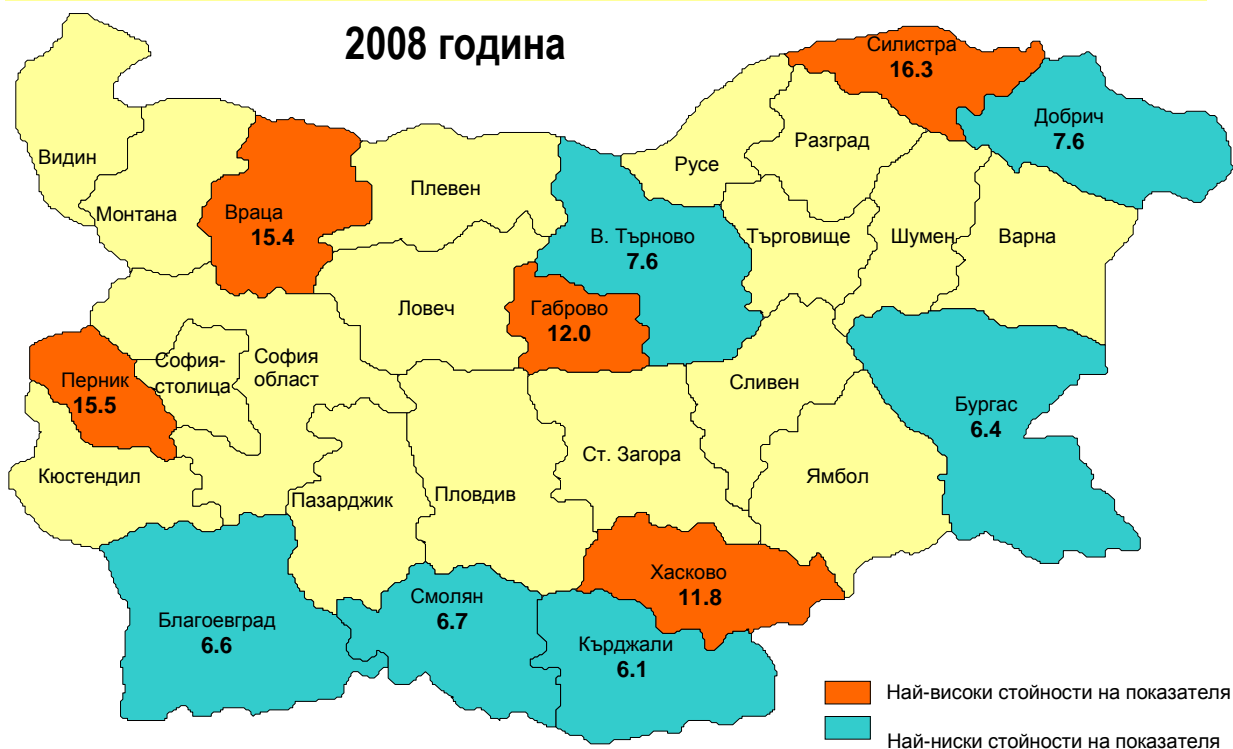 2008 година
Силистра
16.3
Добрич
7.6
Видин
Монтана
Враца
15.4
Плевен
Русе
Разград
В. Търново
7.6
Търговище
Шумен
Варна
Ловеч
Габрово
12.0
Перник
15.5
София-
столица
София
област
Сливен
Бургас
6.4
Кюстендил
Пазарджик
Пловдив
Ст. Загора
Ямбол
Хасково
11.8
Благоевград
6.6
Смолян
6.7
Кърджали
6.1
Най-високи стойности на показателя
Най-ниски стойности на показателя